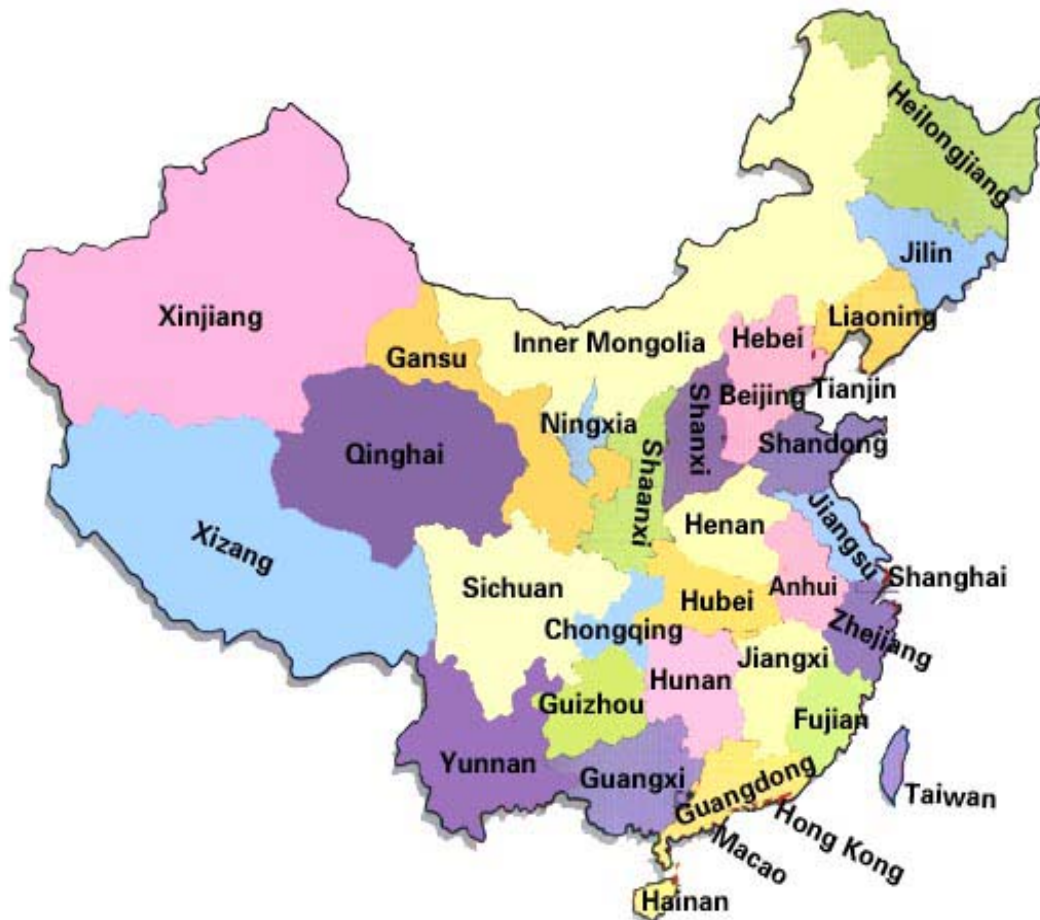 Heilongjiang
Jilin
Xinjiang
Liaoning
Inner Mongolia
Hebei
Gansu
Tianjin
Beijing
Shanxi
Ningxia
Shandong
Qinghai
Shaanxi
Henan
Jiangsu
Xizang
Shanghai
Sichuan
Anhui
Hubei
Zhejiang
Chongqing
Jiangxi
Hunan
Guizhou
Fujian
Yunnan
Guangxi
Guangdong
Taiwan
Hong Kong
Macao
Hainan